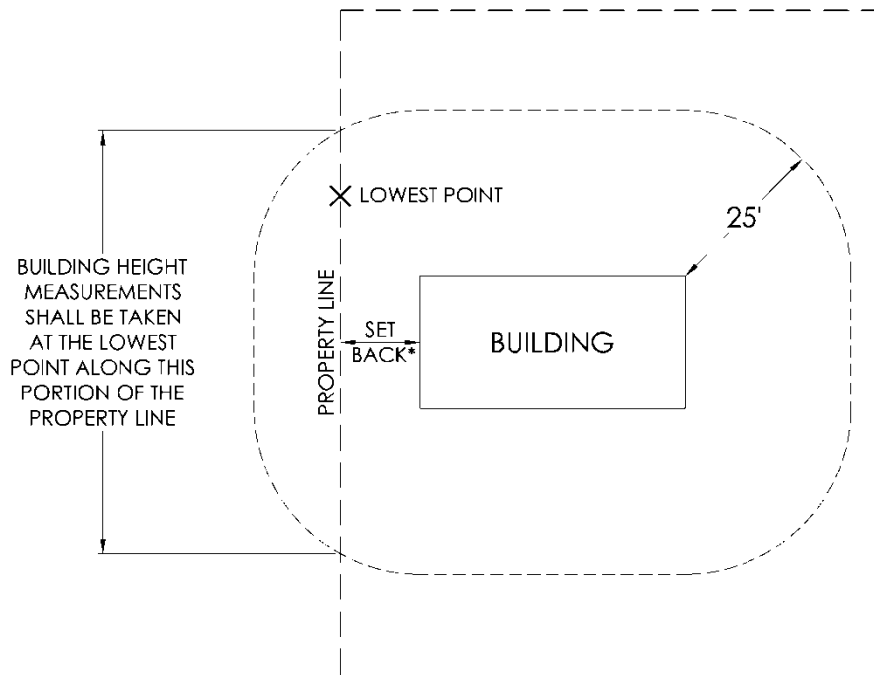 LOWEST POINT
25'
BUILDING HEIGHT
MEASUREMENTS
SHALL BE TAKEN
AT THE LOWEST
POINT ALONG THIS
PORTION OF THE
PROPERTY LINE
PROPERTY LINE
SET
BACK*
BUILDING